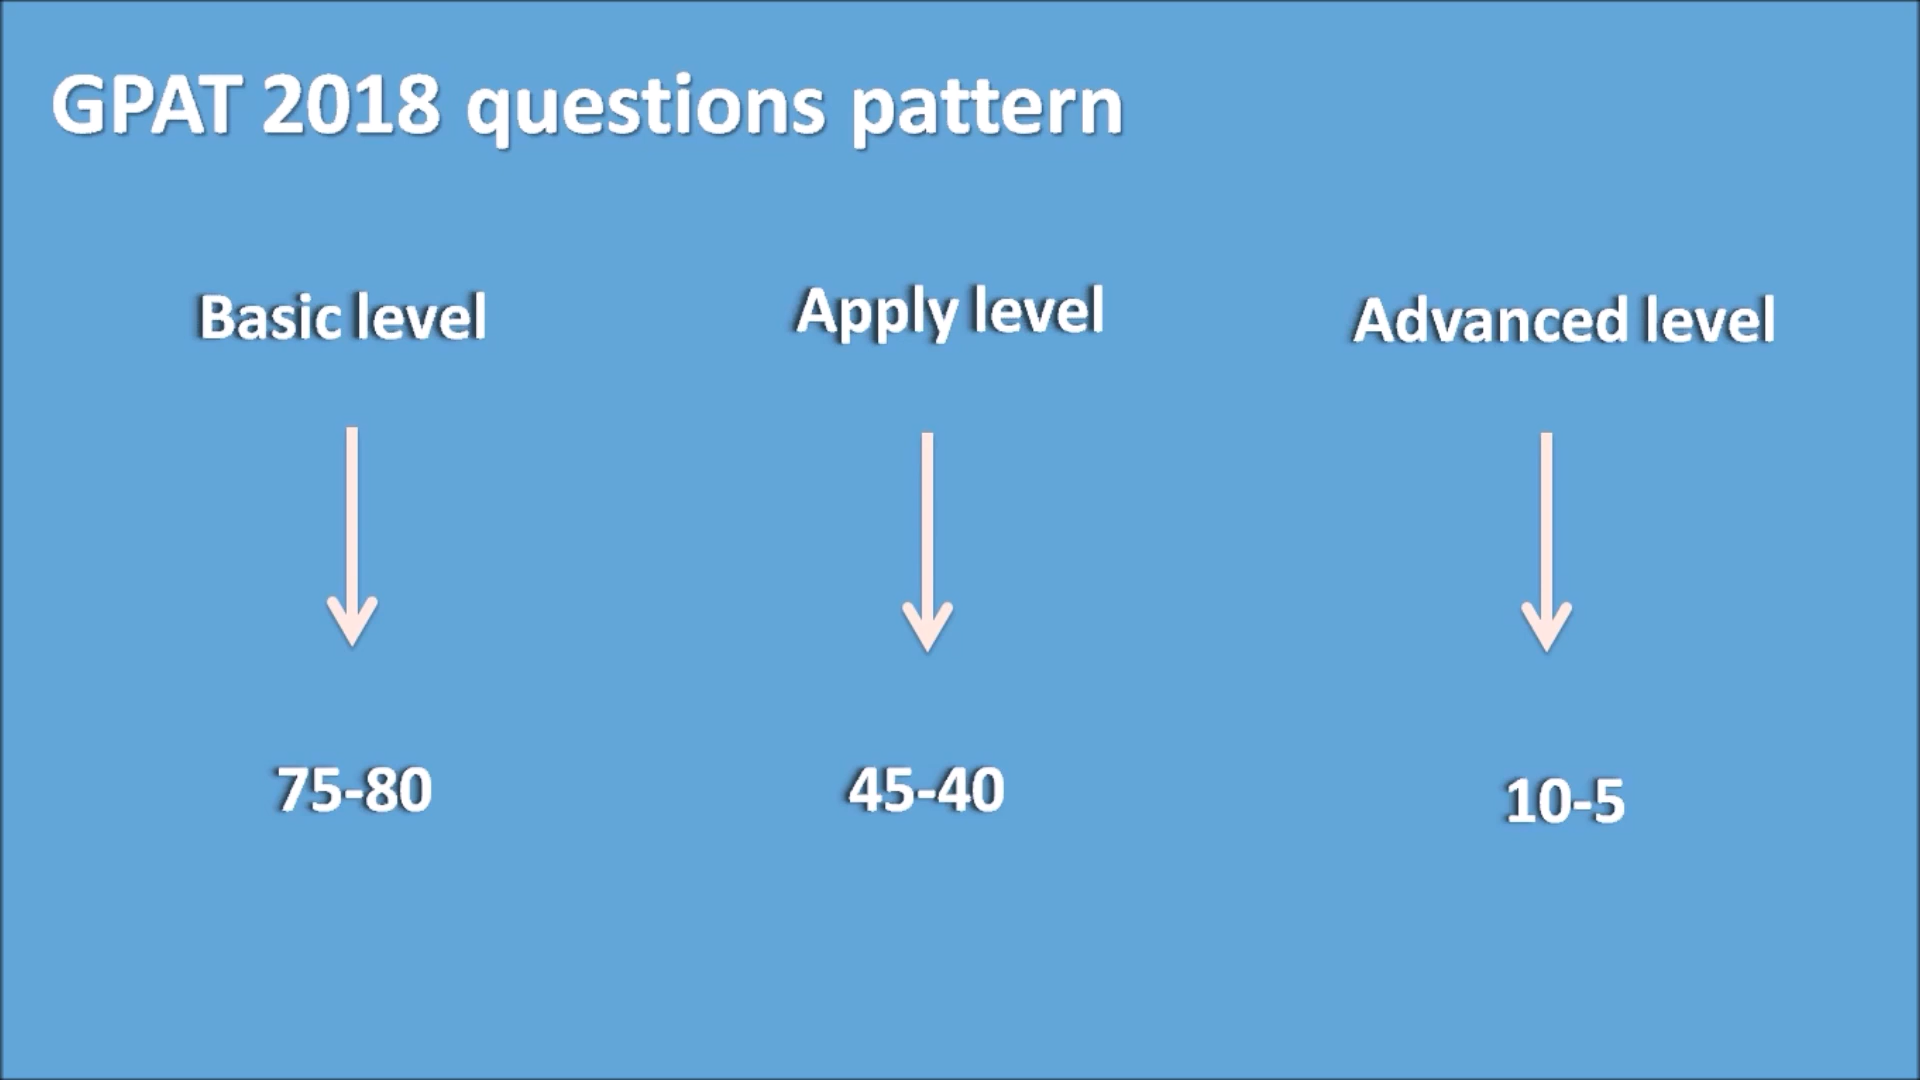 GPAT 2018 questions pattern
Basic level
Apply level
Advanced level
75-80
45-40
10-5